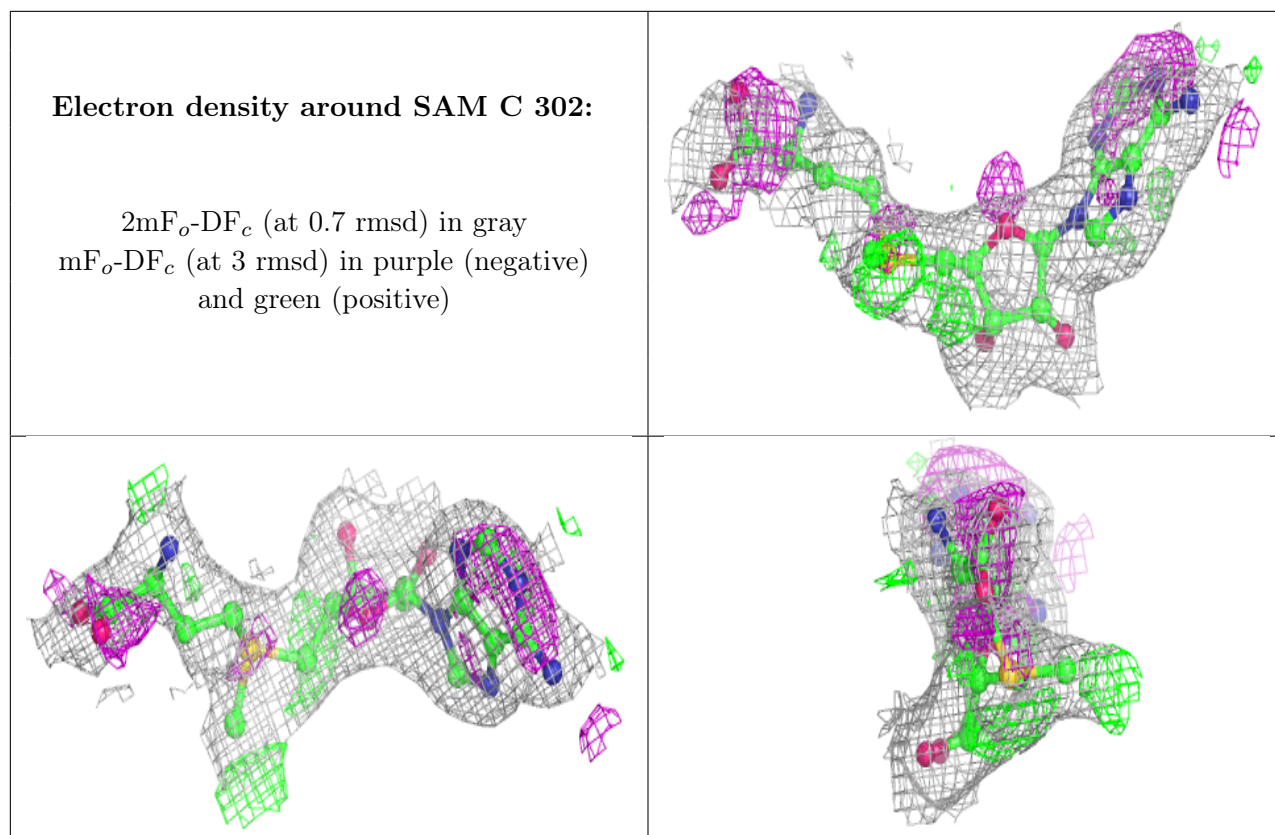 Electron density around SAM C 302:
2mFo-DFc (at 0.7 rmsd) in gray
mFo-DFc (at 3 rmsd) in purple (negative)
and green (positive)